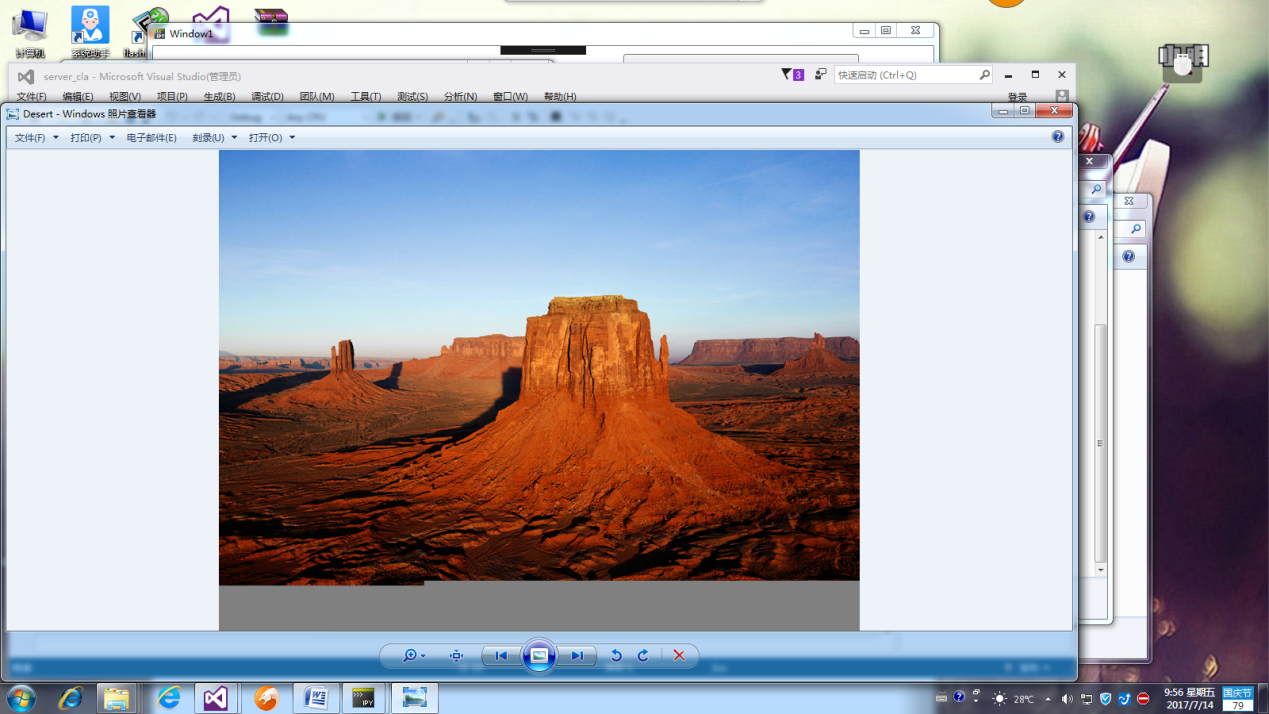 计算机
系统助手
flash
Window1
server_cla - Microsoft Visual Studio(管理员)
3
快速启动 (Ctrl+Q)
文件(F) 编辑(E) 视图(V) 项目(P) 生成(B) 调试(D) 团队(M) 工具(T) 测试(S) 分析(N) 窗口(W) 帮助(H)
登录
Desert - Windows 照片查看器
文件(F) 打印(P) 电子邮件(E) 刻录(U) 打开(O)
IPY
28℃
9:56 星期五
2017/7/14
国庆节
79